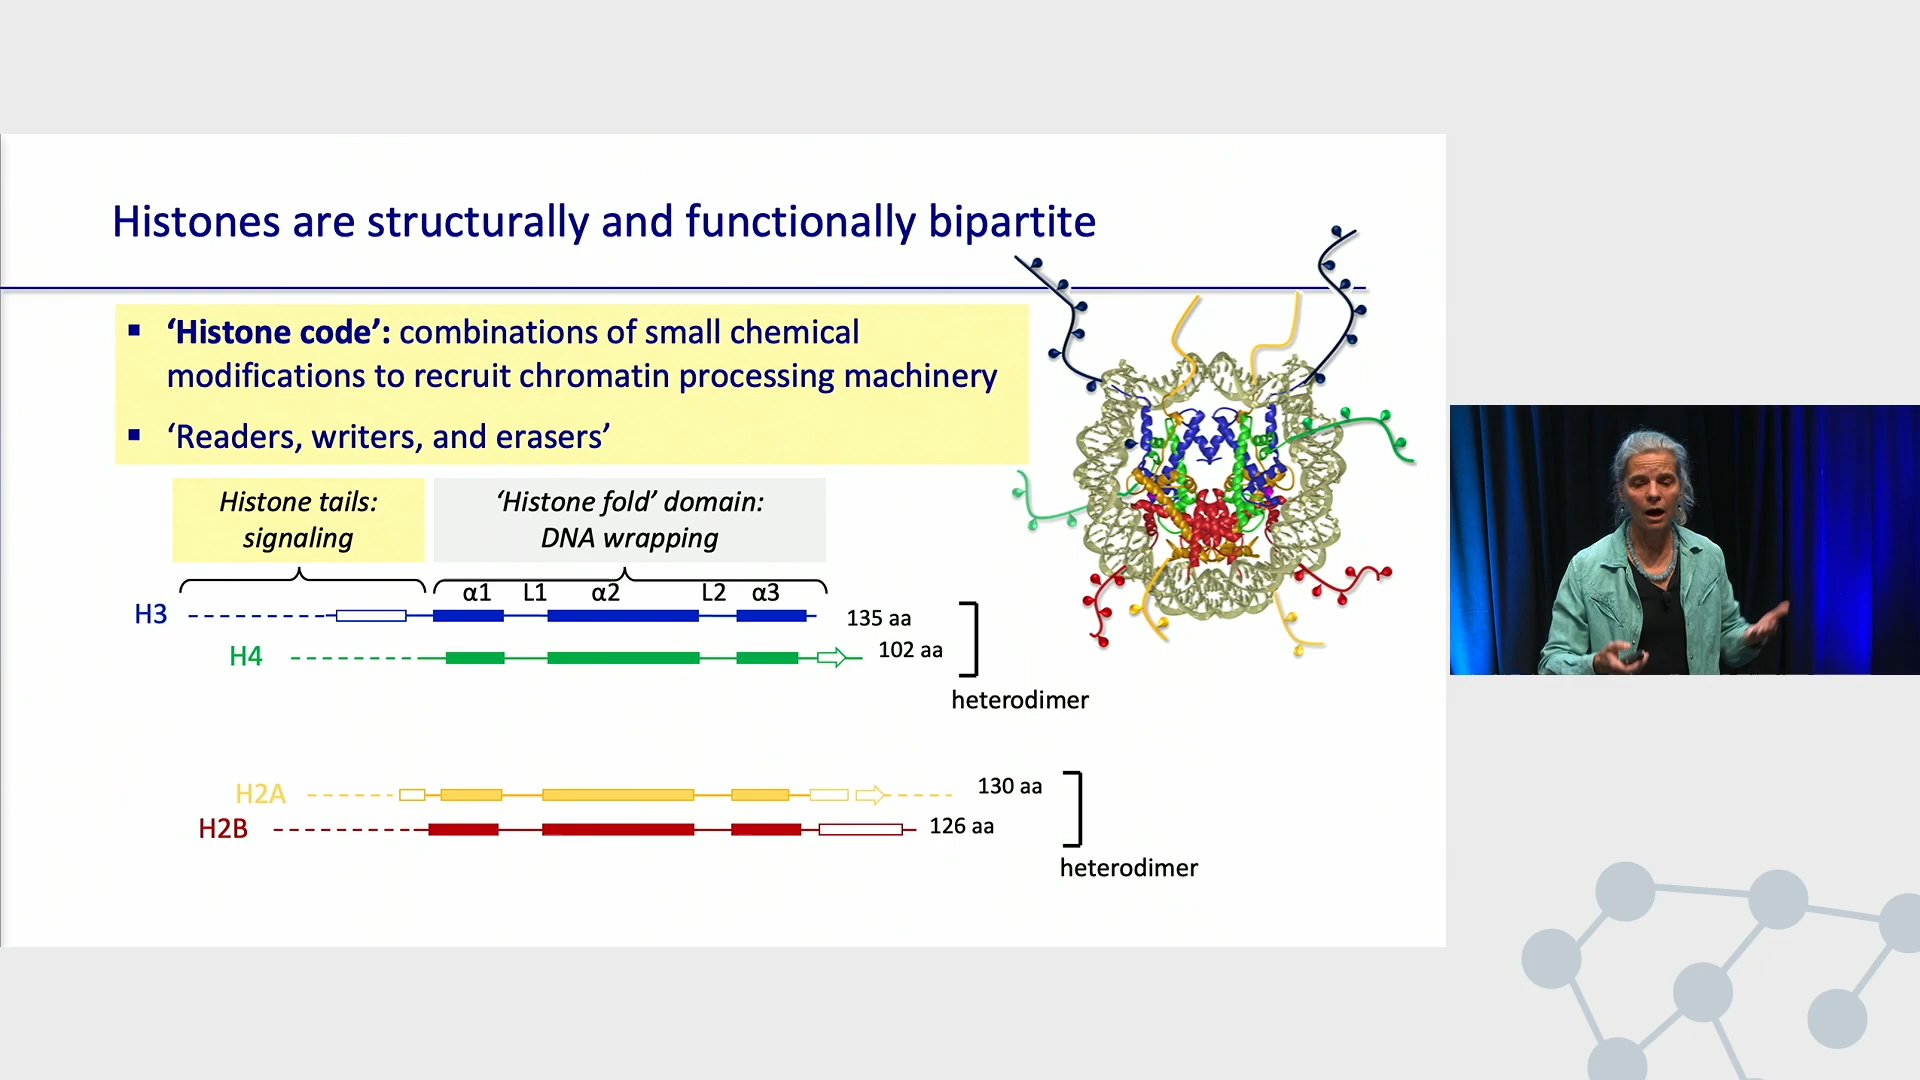 Histones are structurally and functionally bipartite
▪ ‘Histone code’: combinations of small chemical
modifications to recruit chromatin processing machinery
▪ ‘Readers, writers, and erasers’
Histone tails:
signaling
‘Histone fold’ domain:
DNA wrapping
α1 L1 α2 L2 α3
H3 135 aa
H4 102 aa
heterodimer
H2A 130 aa
H2B 126 aa
heterodimer